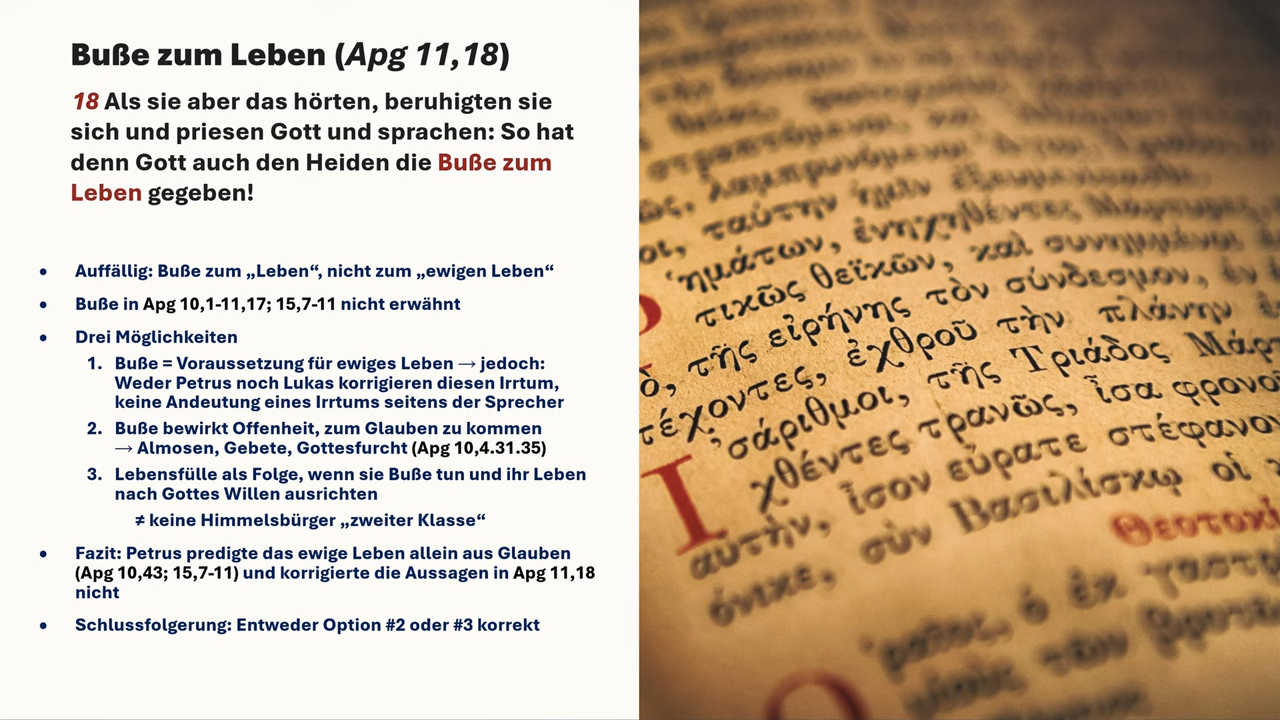 Buße zum Leben (Apg 11,18)
18 Als sie aber das hörten, beruhigten sie
sich und priesen Gott und sprachen: So hat
denn Gott auch den Heiden die Buße zum
Leben gegeben!
• Auffällig: Buße zum „Leben“, nicht zum „ewigen Leben“
• Buße in Apg 10,1-11,17; 15,7-11 nicht erwähnt
• Drei Möglichkeiten
1. Buße = Voraussetzung für ewiges Leben → jedoch:
Weder Petrus noch Lukas korrigieren diesen Irrtum,
keine Andeutung eines Irrtums seitens der Sprecher
2. Buße bewirkt Offenheit, zum Glauben zu kommen
→ Almosen, Gebete, Gottesfurcht (Apg 10,4.31.35)
3. Lebensfülle als Folge, wenn sie Buße tun und ihr Leben
nach Gottes Willen ausrichten
≠ keine Himmelsbürger „zweiter Klasse“
• Fazit: Petrus predigte das ewige Leben allein aus Glauben
(Apg 10,43; 15,7-11) und korrigierte die Aussagen in Apg 11,18
nicht
• Schlussfolgerung: Entweder Option #2 oder #3 korrekt
ταύτην ἡμῖν
ἡμάτων, ἐνηχηθέντες
τικῶς θεϊκῶν, καὶ συνημμένοι
τῆς εἰρήνης τὸν σύνδεσμον, ἐν
τέχοντες, ἐχθροῦ τὴν πλάνην
σάριθμοι, τῆς Τριάδος
χθέντες τρανῶς, ἴσα
αὐτὴν, ἴσον εὕρατε
σὺν Βασιλίσκῳ οἱ